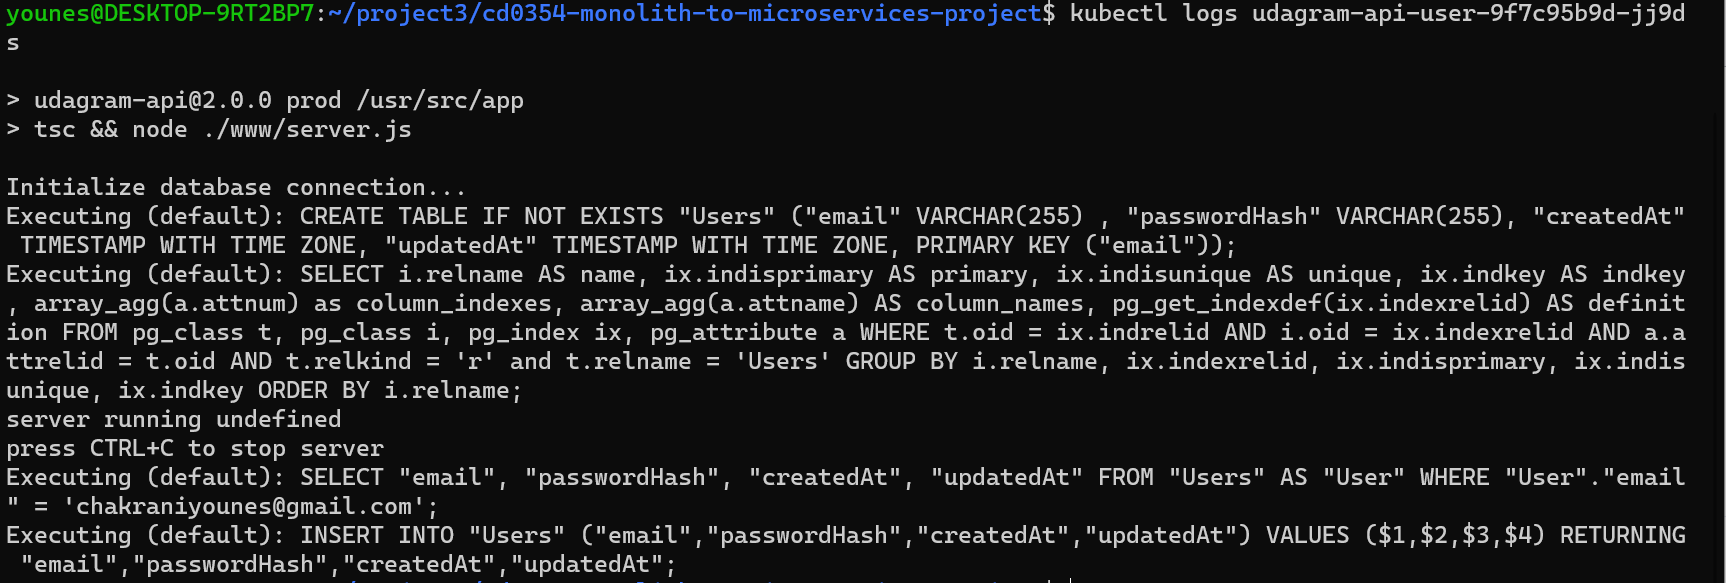 younes@DESKTOP-9RT2BP7:~/project3/cd0354-monolith-to-microservices-project$ kubectl logs udagram-api-user-9f7c95b9d-jj9d
s
> udagram-api@2.0.0 prod /usr/src/app
> tsc && node ./www/server.js
Initialize database connection...
Executing (default): CREATE TABLE IF NOT EXISTS "Users" ("email" VARCHAR(255) , "passwordHash" VARCHAR(255), "createdAt"
 TIMESTAMP WITH TIME ZONE, "updatedAt" TIMESTAMP WITH TIME ZONE, PRIMARY KEY ("email"));
Executing (default): SELECT i.relname AS name, ix.indisprimary AS primary, ix.indisunique AS unique, ix.indkey AS indkey
, array_agg(a.attnum) as column_indexes, array_agg(a.attname) AS column_names, pg_get_indexdef(ix.indexrelid) AS definit
ion FROM pg_class t, pg_class i, pg_index ix, pg_attribute a WHERE t.oid = ix.indrelid AND i.oid = ix.indexrelid AND a.a
ttrelid = t.oid AND t.relkind = 'r' and t.relname = 'Users' GROUP BY i.relname, ix.indexrelid, ix.indisprimary, ix.indis
unique, ix.indkey ORDER BY i.relname;
server running undefined
press CTRL+C to stop server
Executing (default): SELECT "email", "passwordHash", "createdAt", "updatedAt" FROM "Users" AS "User" WHERE "User"."email
" = 'chakraniyounes@gmail.com';
Executing (default): INSERT INTO "Users" ("email","passwordHash","createdAt","updatedAt") VALUES ($1,$2,$3,$4) RETURNING
 "email","passwordHash","createdAt","updatedAt";